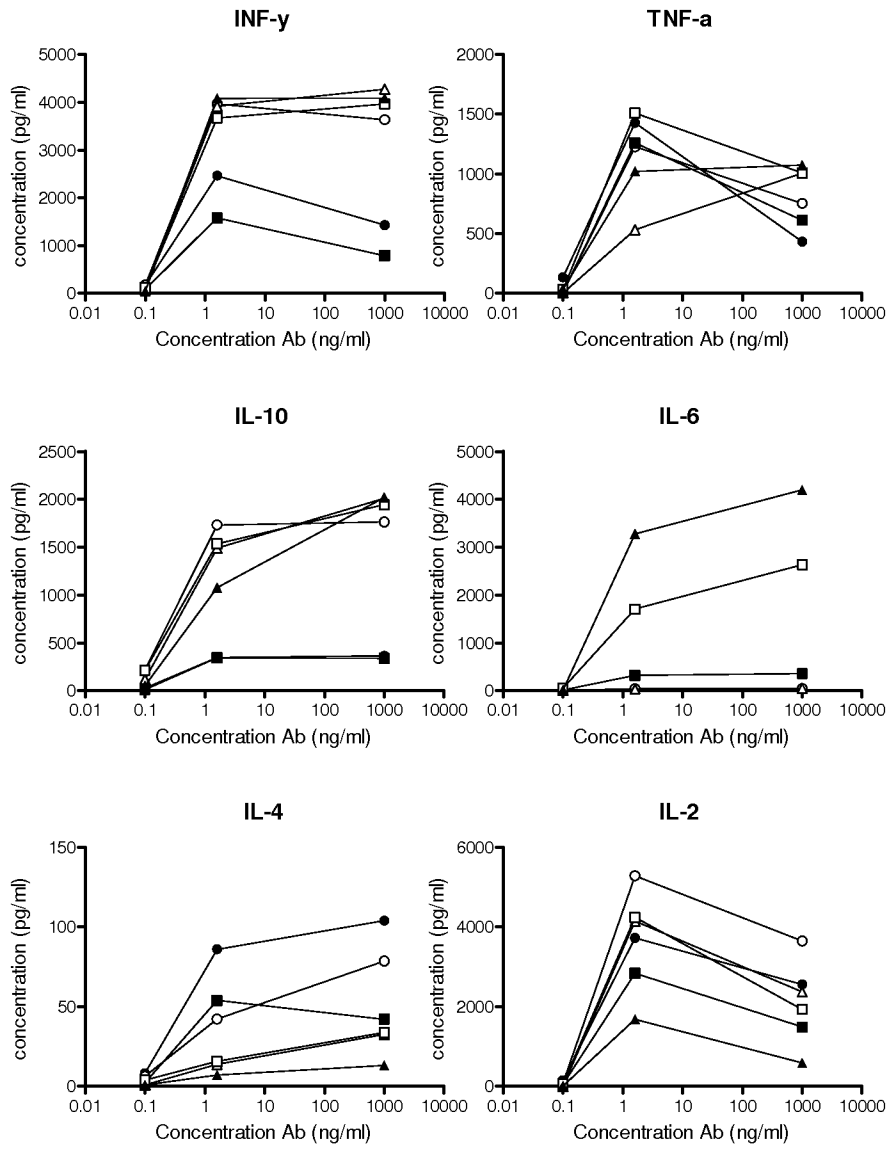 INF-y
TNF-a
concentration (pg/ml)
5000
4000
3000
2000
1000
0
0.01 0.1 1 10 100 1000 10000
Concentration Ab (ng/ml)
concentration (pg/ml)
2000
1500
1000
500
0
0.01 0.1 1 10 100 1000 10000
Concentration Ab (ng/ml)
IL-10
IL-6
concentration (pg/ml)
2500
2000
1500
1000
500
0
0.01 0.1 1 10 100 1000 10000
Concentration Ab (ng/ml)
concentration (pg/ml)
5000
4000
3000
2000
1000
0
0.01 0.1 1 10 100 1000 10000
Concentration Ab (ng/ml)
IL-4
IL-2
concentration (pg/ml)
150
100
50
0
0.01 0.1 1 10 100 1000 10000
Concentration Ab (ng/ml)
concentration (pg/ml)
6000
4000
2000
0
0.01 0.1 1 10 100 1000 10000
Concentration Ab (ng/ml)